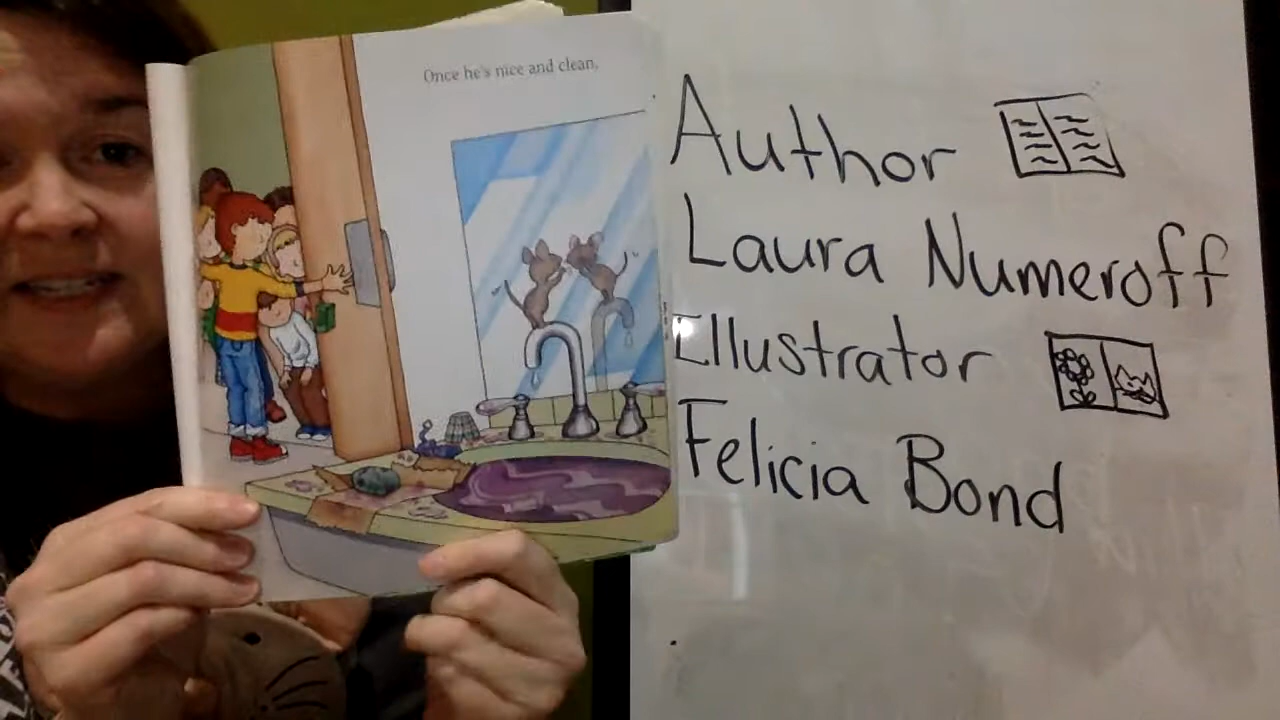 Once he's nice and clean,
Author
Laura Numeroff
Illustrator
Felicia Bond